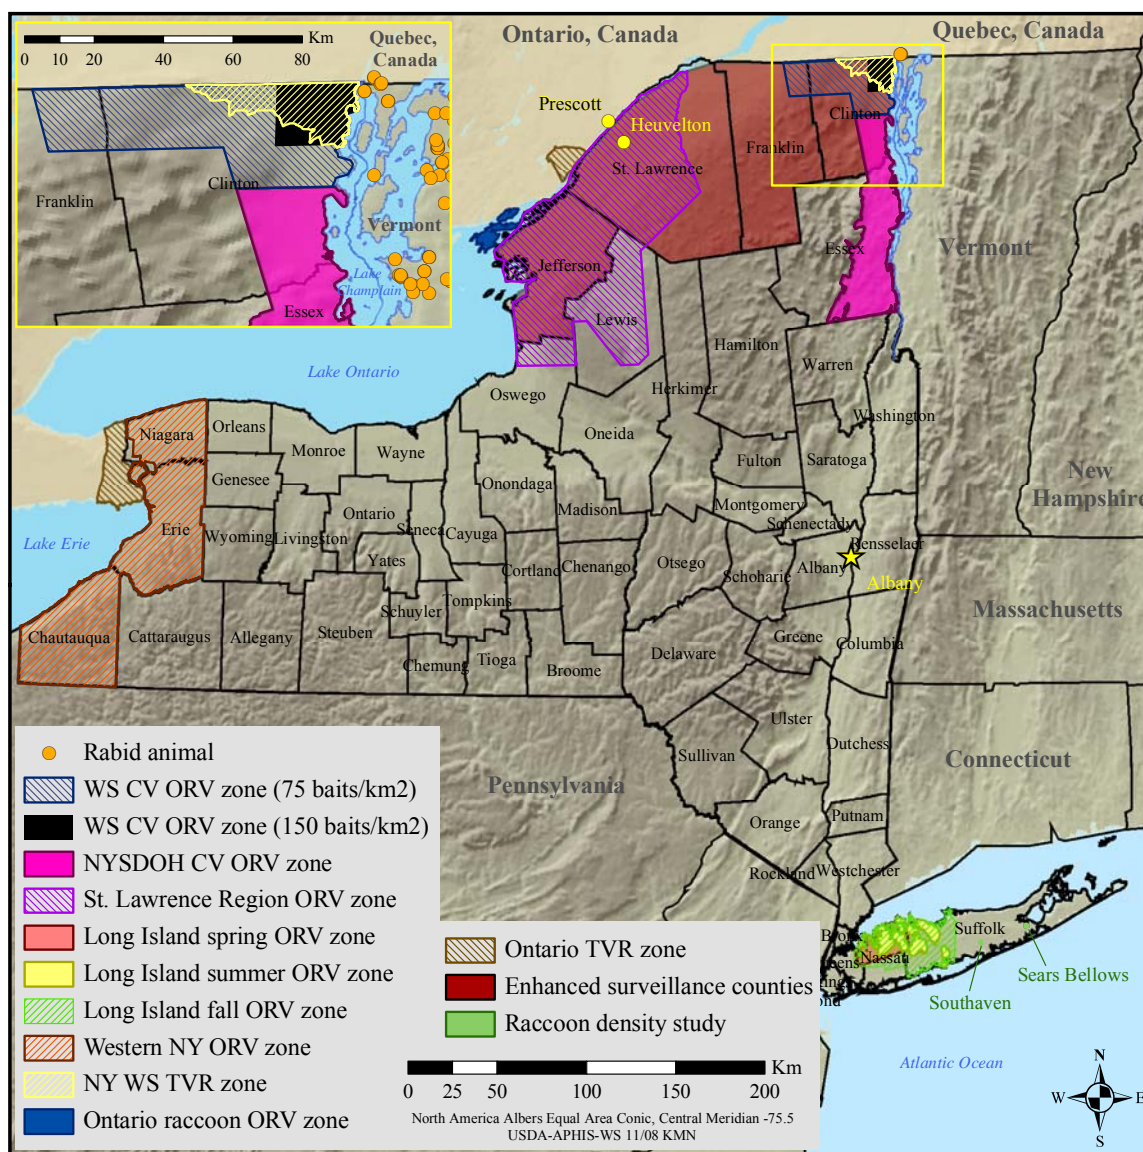 Km
0 10 20 40 60 80
Quebec,
Canada
Franklin
Clinton
Vermont
Lake
Champlain
Essex
Ontario, Canada
Quebec, Canada
Prescott
Heuvelton
St. Lawrence
Franklin
Clinton
Essex
Vermont
Jefferson
Lewis
Hamilton
Warren
Washington
Lake Ontario
Oswego
Herkimer
Oneida
Niagara
Orleans
Monroe
Wayne
Genesee
Onondaga
Fulton
Saratoga
New
Hampshire
Madison
Montgomery
Schenectady
Ontario
Seneca
Cayuga
Erie
Wyoming
Livingston
Yates
Lake Erie
Cortland
Chenango
Otsego
Schoharie
Albany
Rensselaer
Albany
Schuyler
Tompkins
Massachusetts
Chautauqua
Cattaraugus
Allegany
Steuben
Chemung
Tioga
Broome
Delaware
Greene
Columbia
Ulster
Sullivan
Dutchess
Pennsylvania
Connecticut
Orange
Putnam
Rockland
Westchester
Suffolk
Nassau
Sears Bellows
Southaven
Atlantic Ocean
Rabid animal
WS CV ORV zone (75 baits/km2)
WS CV ORV zone (150 baits/km2)
NYSDOH CV ORV zone
St. Lawrence Region ORV zone
Long Island spring ORV zone
Long Island summer ORV zone
Long Island fall ORV zone
Western NY ORV zone
NY WS TVR zone
Ontario raccoon ORV zone
Ontario TVR zone
Enhanced surveillance counties
Raccoon density study
Km
0 25 50 100 150 200
North America Albers Equal Area Conic, Central Meridian -75.5
USDA-APHIS-WS 11/08 KMN
N
W E
S